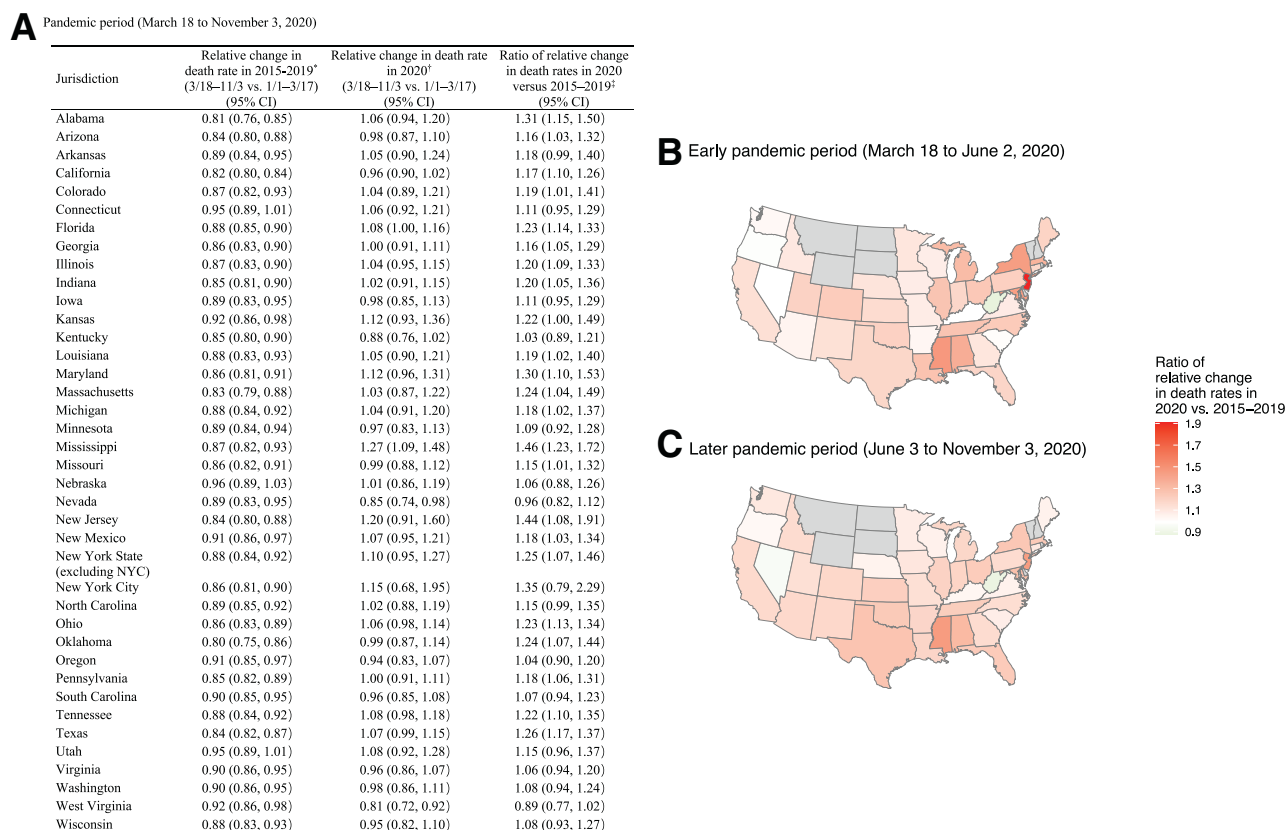 A Pandemic period (March 18 to November 3, 2020)
Jurisdiction
Relative change in
death rate in 2015-2019*
(3/18–11/3 vs. 1/1–3/17)
(95% CI)
Relative change in death rate
in 2020†
(3/18–11/3 vs. 1/1–3/17)
(95% CI)
Ratio of relative change
in death rates in 2020
versus 2015–2019‡
(95% CI)
Alabama 0.81 (0.76, 0.85) 1.06 (0.94, 1.20) 1.31 (1.15, 1.50)
Arizona 0.84 (0.80, 0.88) 0.98 (0.87, 1.10) 1.16 (1.03, 1.32)
Arkansas 0.89 (0.84, 0.95) 1.05 (0.90, 1.24) 1.18 (0.99, 1.40)
California 0.82 (0.80, 0.84) 0.96 (0.90, 1.02) 1.17 (1.10, 1.26)
Colorado 0.87 (0.82, 0.93) 1.04 (0.89, 1.21) 1.19 (1.01, 1.41)
Connecticut 0.95 (0.89, 1.01) 1.06 (0.92, 1.21) 1.11 (0.95, 1.29)
Florida 0.88 (0.85, 0.90) 1.08 (1.00, 1.16) 1.23 (1.14, 1.33)
Georgia 0.86 (0.83, 0.90) 1.00 (0.91, 1.11) 1.16 (1.05, 1.29)
Illinois 0.87 (0.83, 0.90) 1.04 (0.95, 1.15) 1.20 (1.09, 1.33)
Indiana 0.85 (0.81, 0.90) 1.02 (0.91, 1.15) 1.20 (1.05, 1.36)
Iowa 0.89 (0.83, 0.95) 0.98 (0.85, 1.13) 1.11 (0.95, 1.29)
Kansas 0.92 (0.86, 0.98) 1.12 (0.93, 1.36) 1.22 (1.00, 1.49)
Kentucky 0.85 (0.80, 0.90) 0.88 (0.76, 1.02) 1.03 (0.89, 1.21)
Louisiana 0.88 (0.83, 0.93) 1.05 (0.90, 1.21) 1.19 (1.02, 1.40)
Maryland 0.86 (0.81, 0.91) 1.12 (0.96, 1.31) 1.30 (1.10, 1.53)
Massachusetts 0.83 (0.79, 0.88) 1.03 (0.87, 1.22) 1.24 (1.04, 1.49)
Michigan 0.88 (0.84, 0.92) 1.04 (0.91, 1.20) 1.18 (1.02, 1.37)
Minnesota 0.89 (0.84, 0.94) 0.97 (0.83, 1.13) 1.09 (0.92, 1.28)
Mississippi 0.87 (0.82, 0.93) 1.27 (1.09, 1.48) 1.46 (1.23, 1.72)
Missouri 0.86 (0.82, 0.91) 0.99 (0.88, 1.12) 1.15 (1.01, 1.32)
Nebraska 0.96 (0.89, 1.03) 1.01 (0.86, 1.19) 1.06 (0.88, 1.26)
Nevada 0.89 (0.83, 0.95) 0.85 (0.74, 0.98) 0.96 (0.82, 1.12)
New Jersey 0.84 (0.80, 0.88) 1.20 (0.91, 1.60) 1.44 (1.08, 1.91)
New Mexico 0.91 (0.86, 0.97) 1.07 (0.95, 1.21) 1.18 (1.03, 1.34)
New York State 0.88 (0.84, 0.92) 1.10 (0.95, 1.27) 1.25 (1.07, 1.46)
(excluding NYC)
New York City 0.86 (0.81, 0.90) 1.15 (0.68, 1.95) 1.35 (0.79, 2.29)
North Carolina 0.89 (0.85, 0.92) 1.02 (0.88, 1.19) 1.15 (0.99, 1.35)
Ohio 0.86 (0.83, 0.89) 1.06 (0.98, 1.14) 1.23 (1.13, 1.34)
Oklahoma 0.80 (0.75, 0.86) 0.99 (0.87, 1.14) 1.24 (1.07, 1.44)
Oregon 0.91 (0.85, 0.97) 0.94 (0.83, 1.07) 1.04 (0.90, 1.20)
Pennsylvania 0.85 (0.82, 0.89) 1.00 (0.91, 1.11) 1.18 (1.06, 1.31)
South Carolina 0.90 (0.85, 0.95) 0.96 (0.85, 1.08) 1.07 (0.94, 1.23)
Tennessee 0.88 (0.84, 0.92) 1.08 (0.98, 1.18) 1.22 (1.10, 1.35)
Texas 0.84 (0.82, 0.87) 1.07 (0.99, 1.15) 1.26 (1.17, 1.37)
Utah 0.95 (0.89, 1.01) 1.08 (0.92, 1.28) 1.15 (0.96, 1.37)
Virginia 0.90 (0.86, 0.95) 0.96 (0.86, 1.07) 1.06 (0.94, 1.20)
Washington 0.90 (0.86, 0.95) 0.98 (0.86, 1.11) 1.08 (0.94, 1.24)
West Virginia 0.92 (0.86, 0.98) 0.81 (0.72, 0.92) 0.89 (0.77, 1.02)
Wisconsin 0.88 (0.83, 0.93) 0.95 (0.82, 1.10) 1.08 (0.93, 1.27)
B Early pandemic period (March 18 to June 2, 2020)
C Later pandemic period (June 3 to November 3, 2020)
Ratio of
relative change
in death rates in
2020 vs. 2015–2019
1.9
1.7
1.5
1.3
1.1
0.9